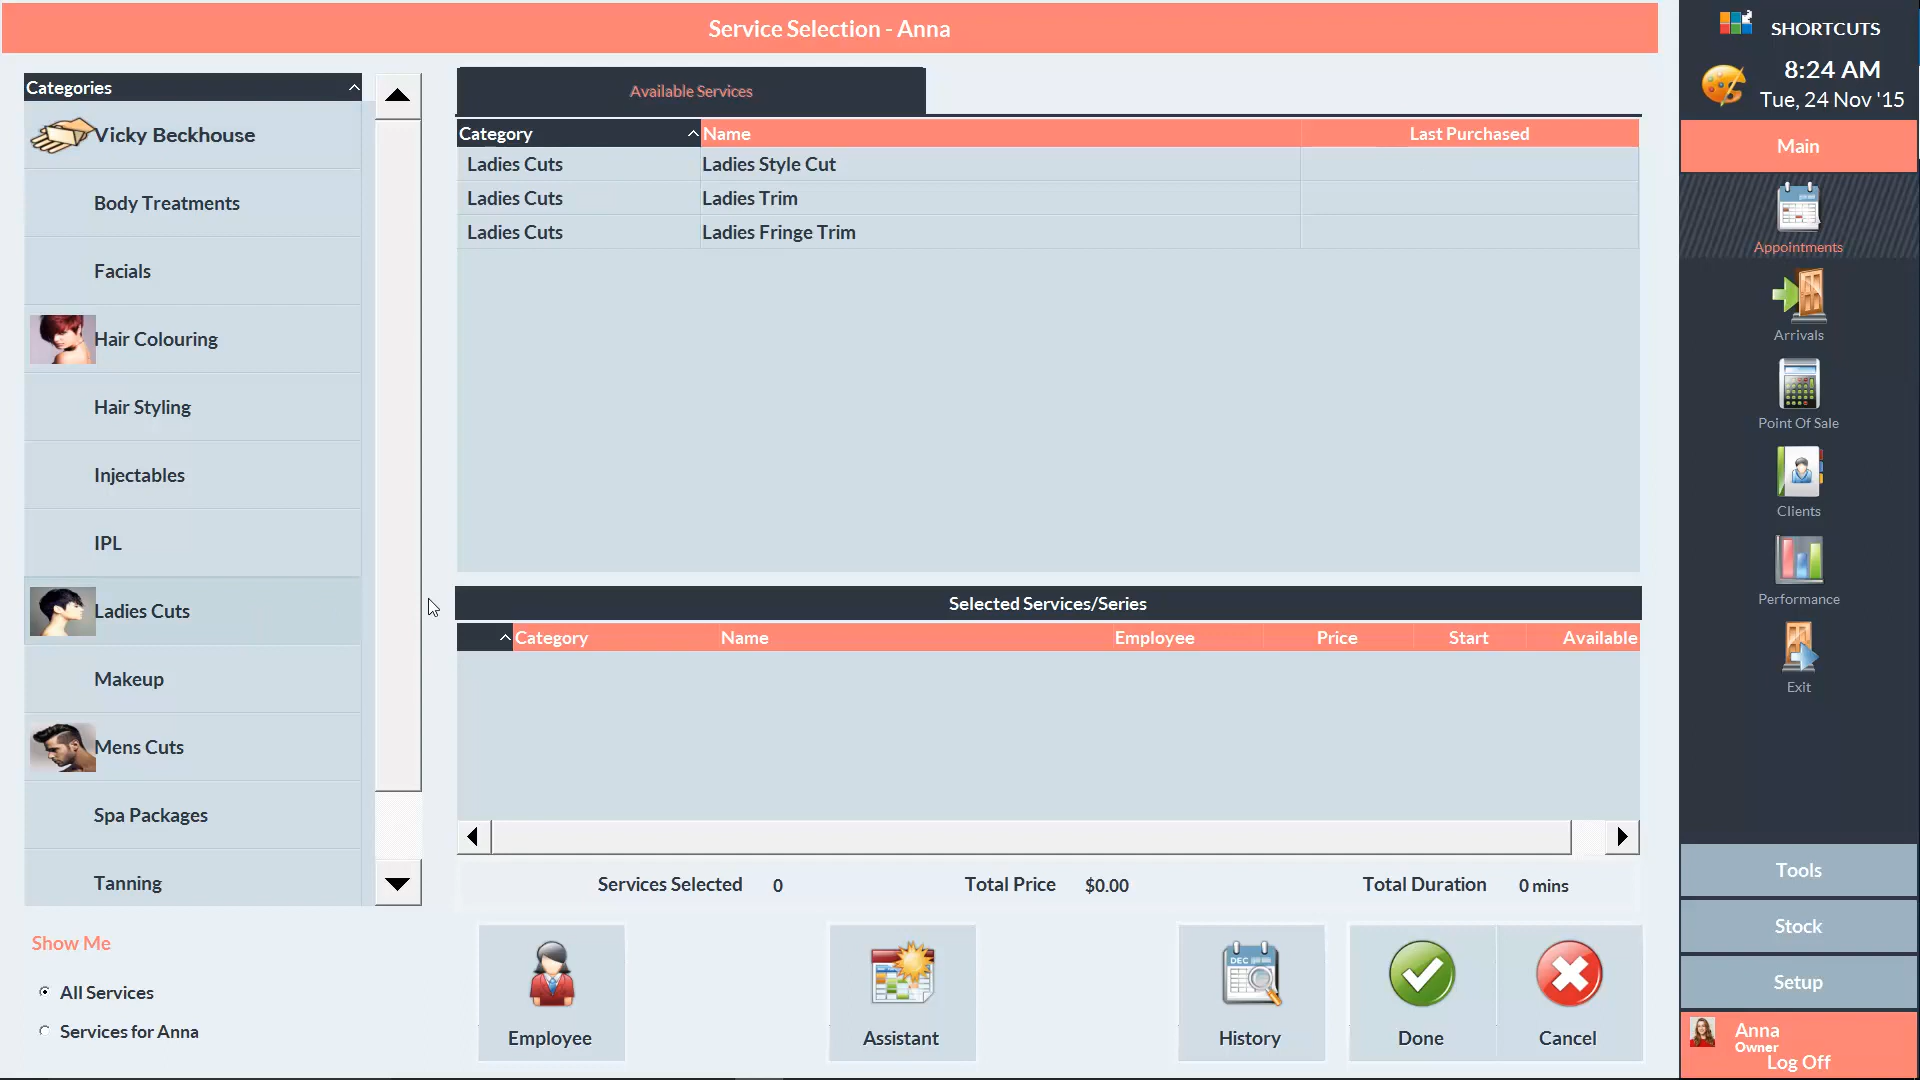 Service Selection - Anna
SHORTCUTS
8:24 AM
Tue, 24 Nov '15
Categories
Vicky Beckhouse
Body Treatments
Facials
Hair Colouring
Hair Styling
Injectables
IPL
Ladies Cuts
Makeup
Mens Cuts
Spa Packages
Tanning
Show Me
All Services
Services for Anna
Available Services
Category Name Last Purchased
Ladies Cuts Ladies Style Cut
Ladies Cuts Ladies Trim
Ladies Cuts Ladies Fringe Trim
Selected Services/Series
Category Name Employee Price Start Available
Services Selected 0 Total Price $0.00 Total Duration 0 mins
Employee
Assistant
DEC
History
Done
Cancel
Main
Appointments
Arrivals
Point Of Sale
Clients
Performance
Exit
Tools
Stock
Setup
Anna
Owner
Log Off